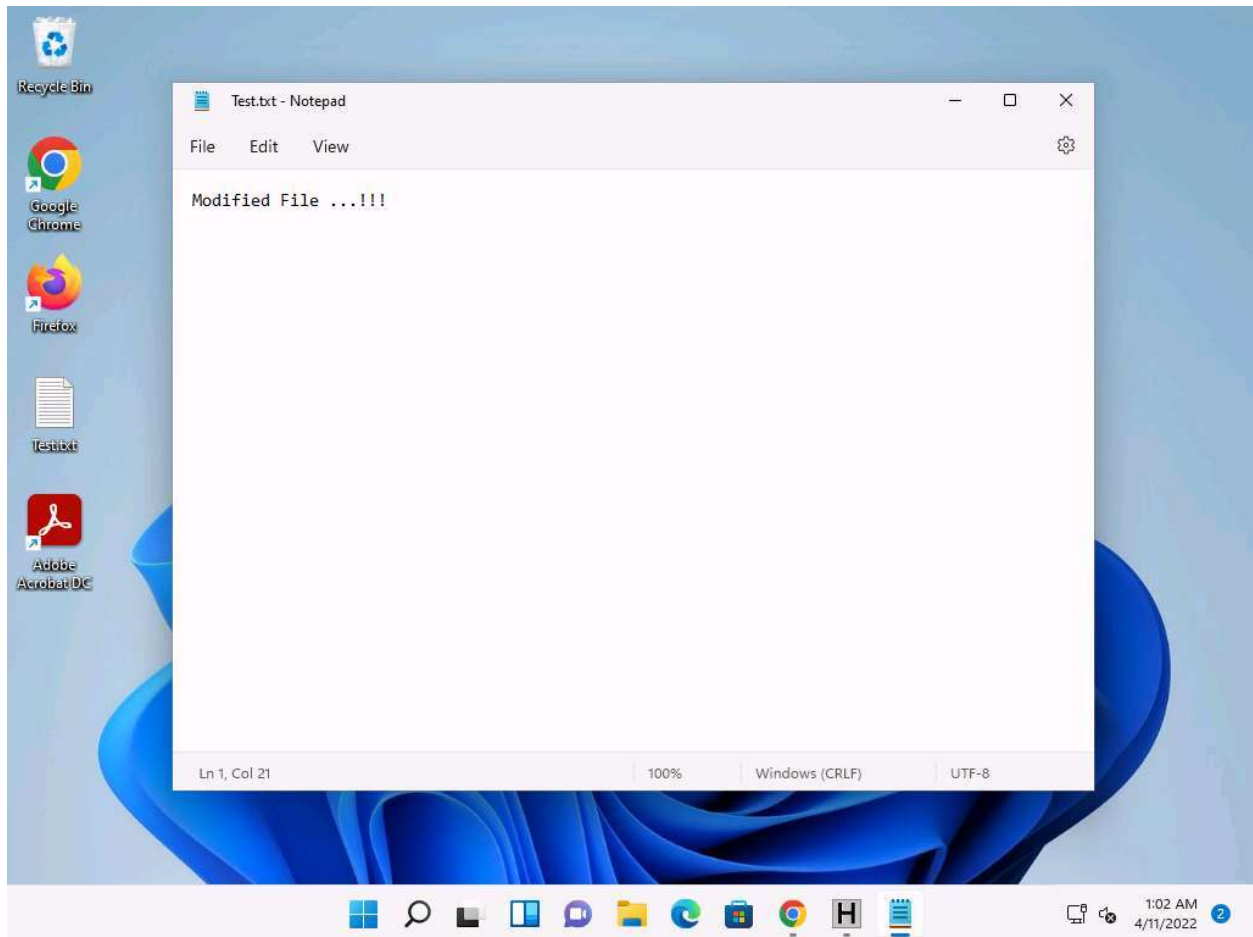 Recycle Bin
Google
Chrome
Firefox
Test.txt
Adobe
Acrobat DC
Test.txt - Notepad
File Edit View
Modified File ...!!!
Ln 1, Col 21 100% Windows (CRLF) UTF-8
H
1:02 AM
4/11/2022
2